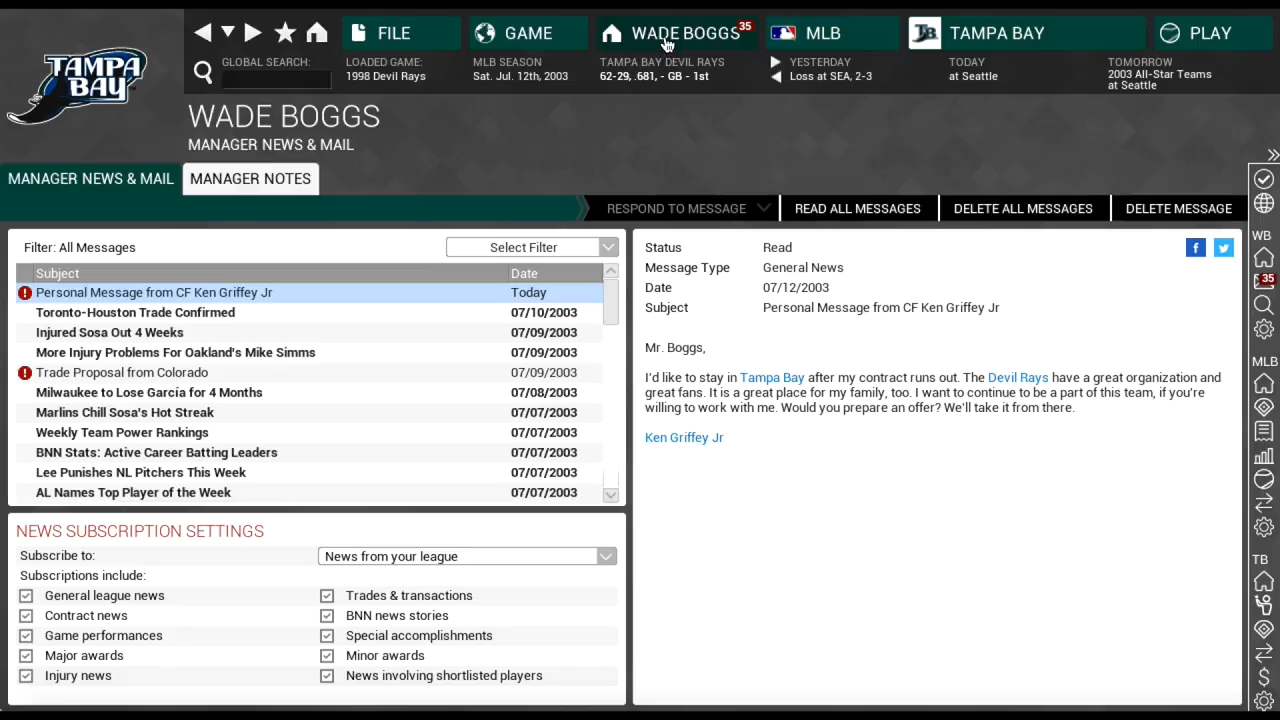 FILE
GAME
WADE BOGGS
35
MLB
TAMPA BAY
PLAY
GLOBAL SEARCH:
LOADED GAME:
1998 Devil Rays
MLB SEASON
Sat. Jul. 12th, 2003
TAMPA BAY DEVIL RAYS
62-29, .681, - GB - 1st
YESTERDAY
Loss at SEA, 2-3
TODAY
at Seattle
TOMORROW
2003 All-Star Teams
at Seattle
TAMPA
BAY
WADE BOGGS
MANAGER NEWS & MAIL
MANAGER NEWS & MAIL
MANAGER NOTES
RESPOND TO MESSAGE
READ ALL MESSAGES
DELETE ALL MESSAGES
DELETE MESSAGE
Filter: All Messages
Select Filter
Subject Date
Personal Message from CF Ken Griffey Jr Today
Toronto-Houston Trade Confirmed 07/10/2003
Injured Sosa Out 4 Weeks 07/09/2003
More Injury Problems For Oakland's Mike Simms 07/09/2003
Trade Proposal from Colorado 07/09/2003
Milwaukee to Lose García for 4 Months 07/08/2003
Marlins Chill Sosa's Hot Streak 07/07/2003
Weekly Team Power Rankings 07/07/2003
BNN Stats: Active Career Batting Leaders 07/07/2003
Lee Punishes NL Pitchers This Week 07/07/2003
AL Names Top Player of the Week 07/07/2003
NEWS SUBSCRIPTION SETTINGS
Subscribe to: News from your league
Subscriptions include:
General league news Trades & transactions
Contract news BNN news stories
Game performances Special accomplishments
Major awards Minor awards
Injury news News involving shortlisted players
Status Read
Message Type General News
Date 07/12/2003
Subject Personal Message from CF Ken Griffey Jr
Mr. Boggs,
I'd like to stay in Tampa Bay after my contract runs out. The Devil Rays have a great organization and
great fans. It is a great place for my family, too. I want to continue to be a part of this team, if you're
willing to work with me. Would you prepare an offer? We'll take it from there.
Ken Griffey Jr
WB
35
MLB
TB